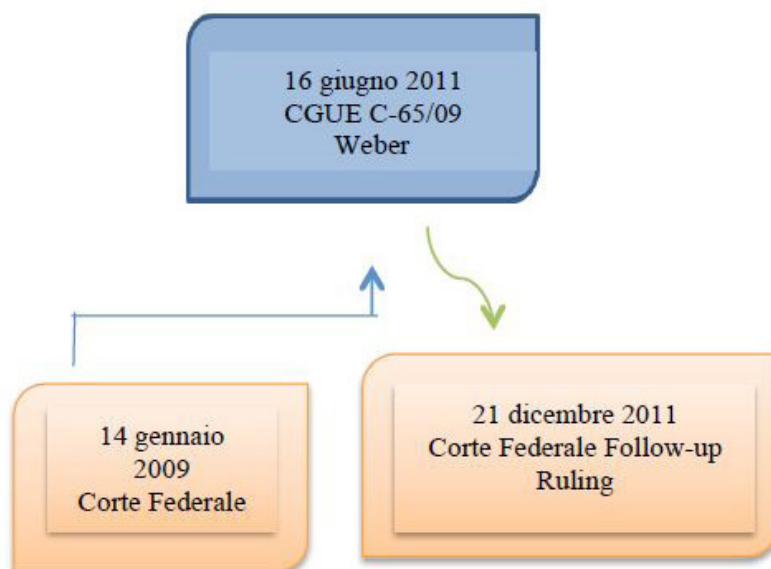 16 giugno 2011
CGUE C-65/09
Weber
14 gennaio
2009
Corte Federale
21 dicembre 2011
Corte Federale Follow-up
Ruling